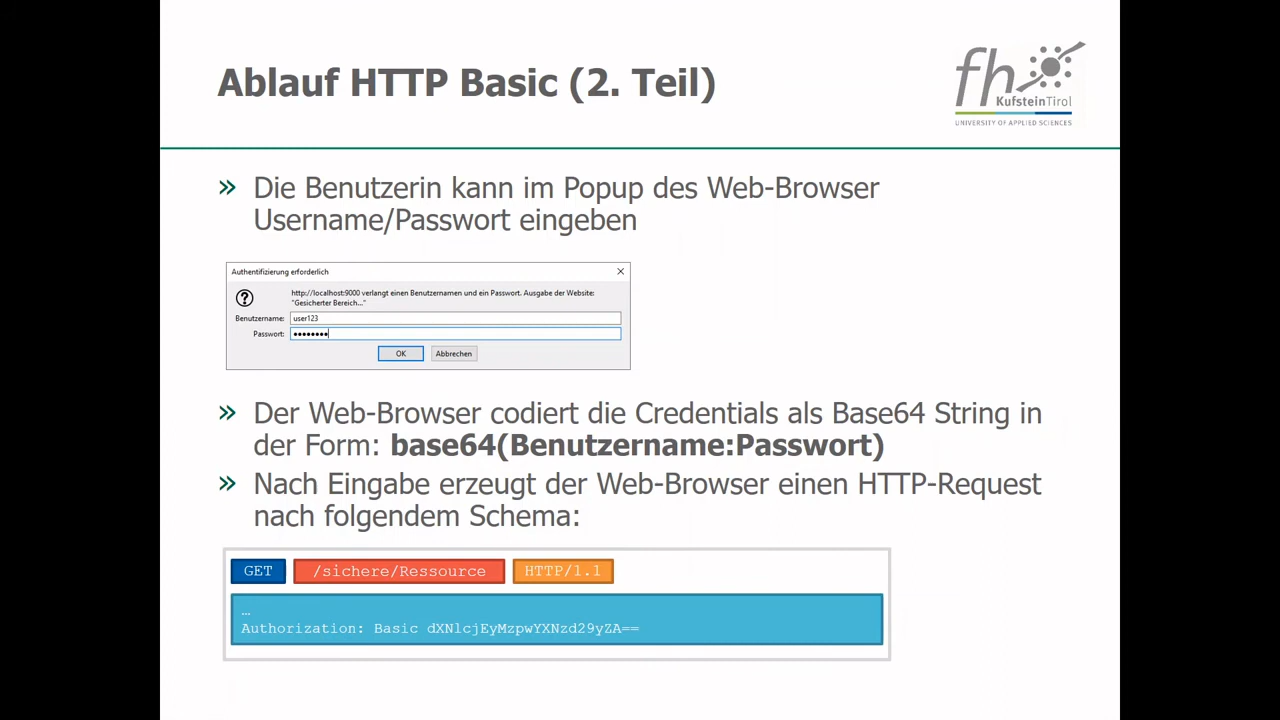 Ablauf HTTP Basic (2. Teil)
fh
KufsteinTirol
UNIVERSITY OF APPLIED SCIENCES
» Die Benutzerin kann im Popup des Web-Browser
Username/Passwort eingeben
Authentifizierung erforderlich
http://localhost:9000 verlangt einen Benutzernamen und ein Passwort. Ausgabe der Website:
"Gesicherter Bereich..."
Benutzername: user123
Passwort: ••••••••
OK Abbrechen
» Der Web-Browser codiert die Credentials als Base64 String in
der Form: base64(Benutzername:Passwort)
» Nach Eingabe erzeugt der Web-Browser einen HTTP-Request
nach folgendem Schema:
GET /sichere/Ressource HTTP/1.1
…
Authorization: Basic dXNlcjEyMzpwYXNzd29yZA==